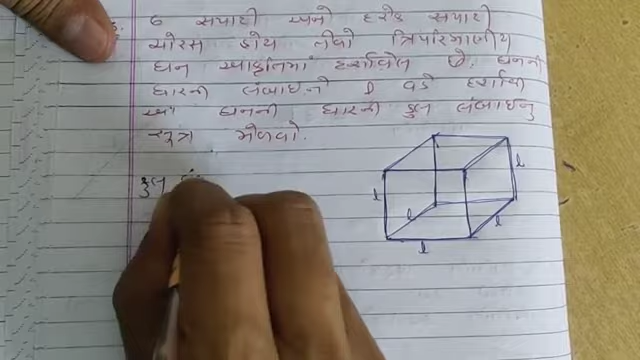 6 સપાટી અને દરેક સપાટી
ચોરસ હોય તેવો ત્રિપરિમાણીય
ઘન આકૃતિમાં દર્શાવેલ છે. ઘનની
ધારની લંબાઈને l વડે દર્શાવી
ઘનની ધારની કુલ લંબાઈનુ
સૂત્ર મેળવો.
કુલ
l
l
l
l
l